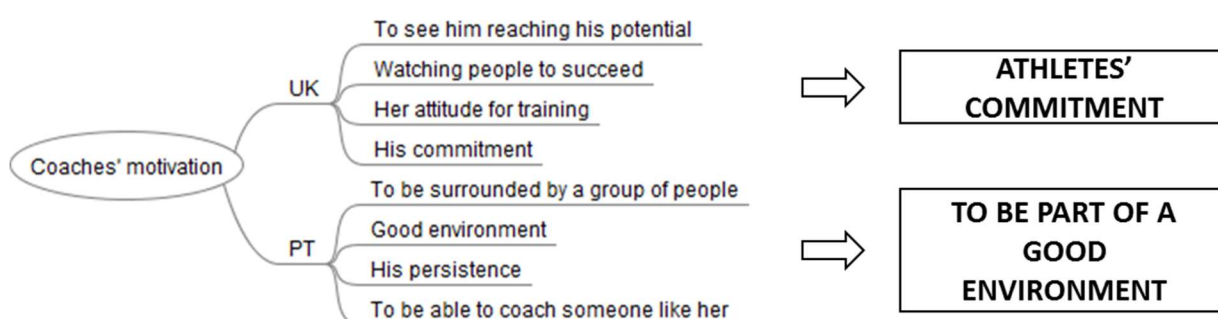 Coaches' motivation
UK
To see him reaching his potential
Watching people to succeed
Her attitude for training
His commitment
ATHLETES'
COMMITMENT
PT
To be surrounded by a group of people
Good environment
His persistence
To be able to coach someone like her
TO BE PART OF A
GOOD
ENVIRONMENT